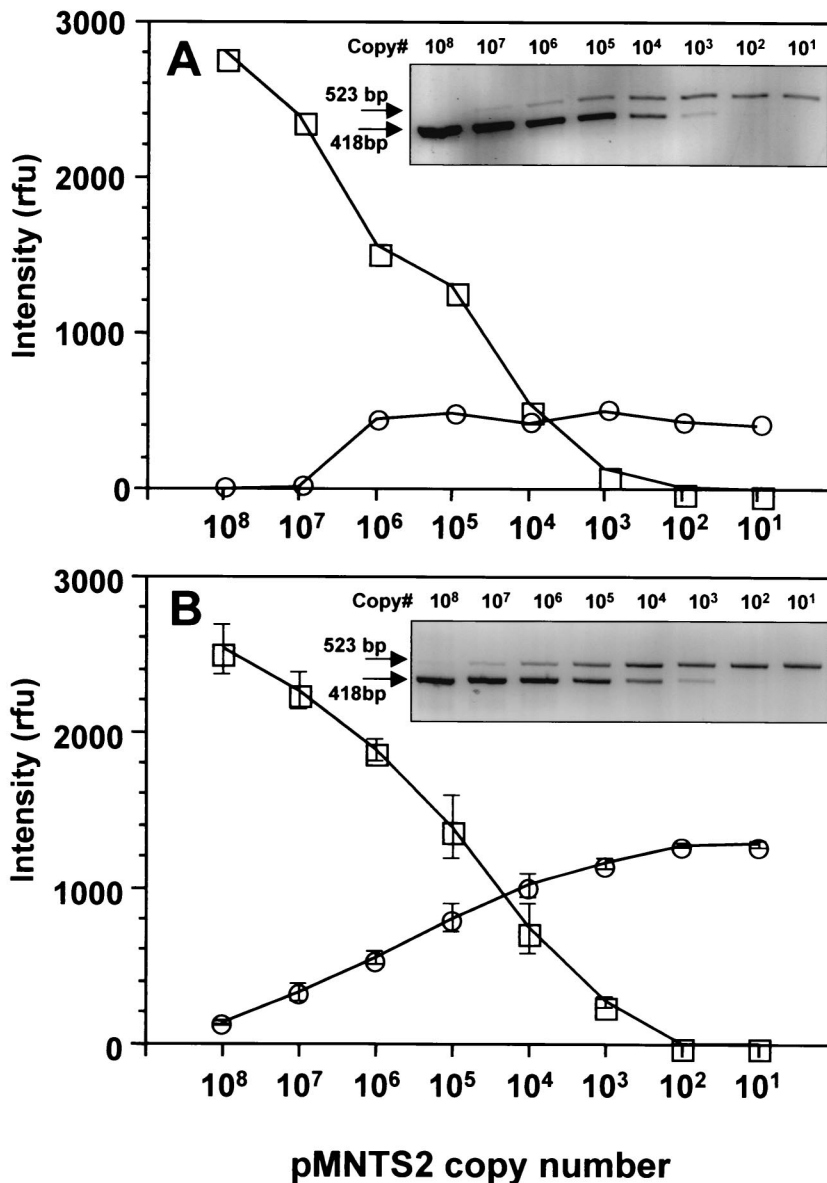 A
Copy# 10⁸ 10⁷ 10⁶ 10⁵ 10⁴ 10³ 10² 10¹
523 bp
418bp
Intensity (rfu)
3000
2000
1000
0
10⁸ 10⁷ 10⁶ 10⁵ 10⁴ 10³ 10² 10¹
B
Copy# 10⁸ 10⁷ 10⁶ 10⁵ 10⁴ 10³ 10² 10¹
523 bp
418bp
Intensity (rfu)
3000
2000
1000
0
10⁸ 10⁷ 10⁶ 10⁵ 10⁴ 10³ 10² 10¹
pMNTS2 copy number